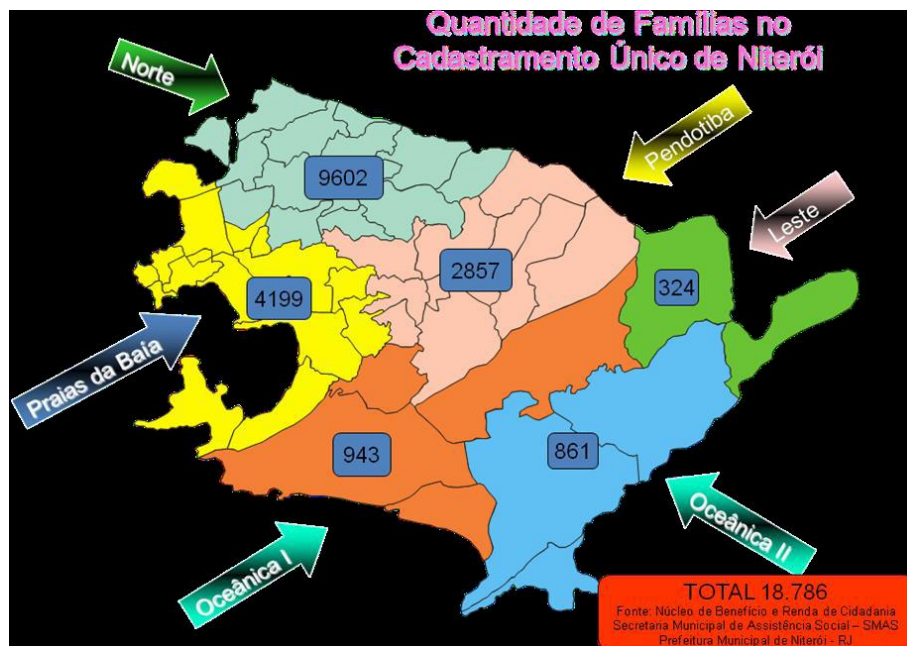 Quantidade de Famílias no
Cadastramento Único de Niterói
Norte
Pendotiba
9602
Leste
2857
324
4199
Praias da Baía
943
861
Oceânica I
Oceânica II
TOTAL 18.786
Fonte: Núcleo de Benefício e Renda de Cidadania
Secretaria Municipal de Assistência Social – SMAS
Prefeitura Municipal de Niterói - RJ